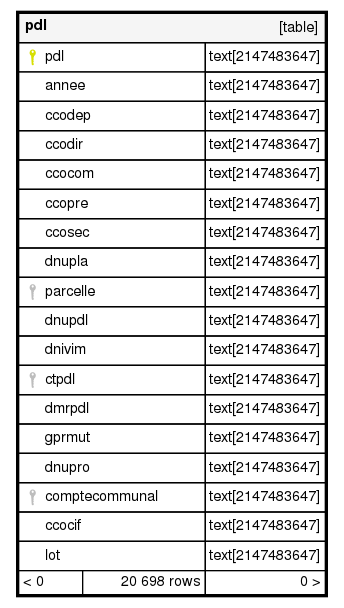 pdl [table]
pdl text[2147483647]
annee text[2147483647]
ccodep text[2147483647]
ccodir text[2147483647]
ccocom text[2147483647]
ccopre text[2147483647]
ccosec text[2147483647]
dnupla text[2147483647]
parcelle text[2147483647]
dnupdl text[2147483647]
dnivim text[2147483647]
ctpdl text[2147483647]
dmrpdl text[2147483647]
gprmut text[2147483647]
dnupro text[2147483647]
comptecommunal text[2147483647]
ccocif text[2147483647]
lot text[2147483647]
< 0 20 698 rows 0 >